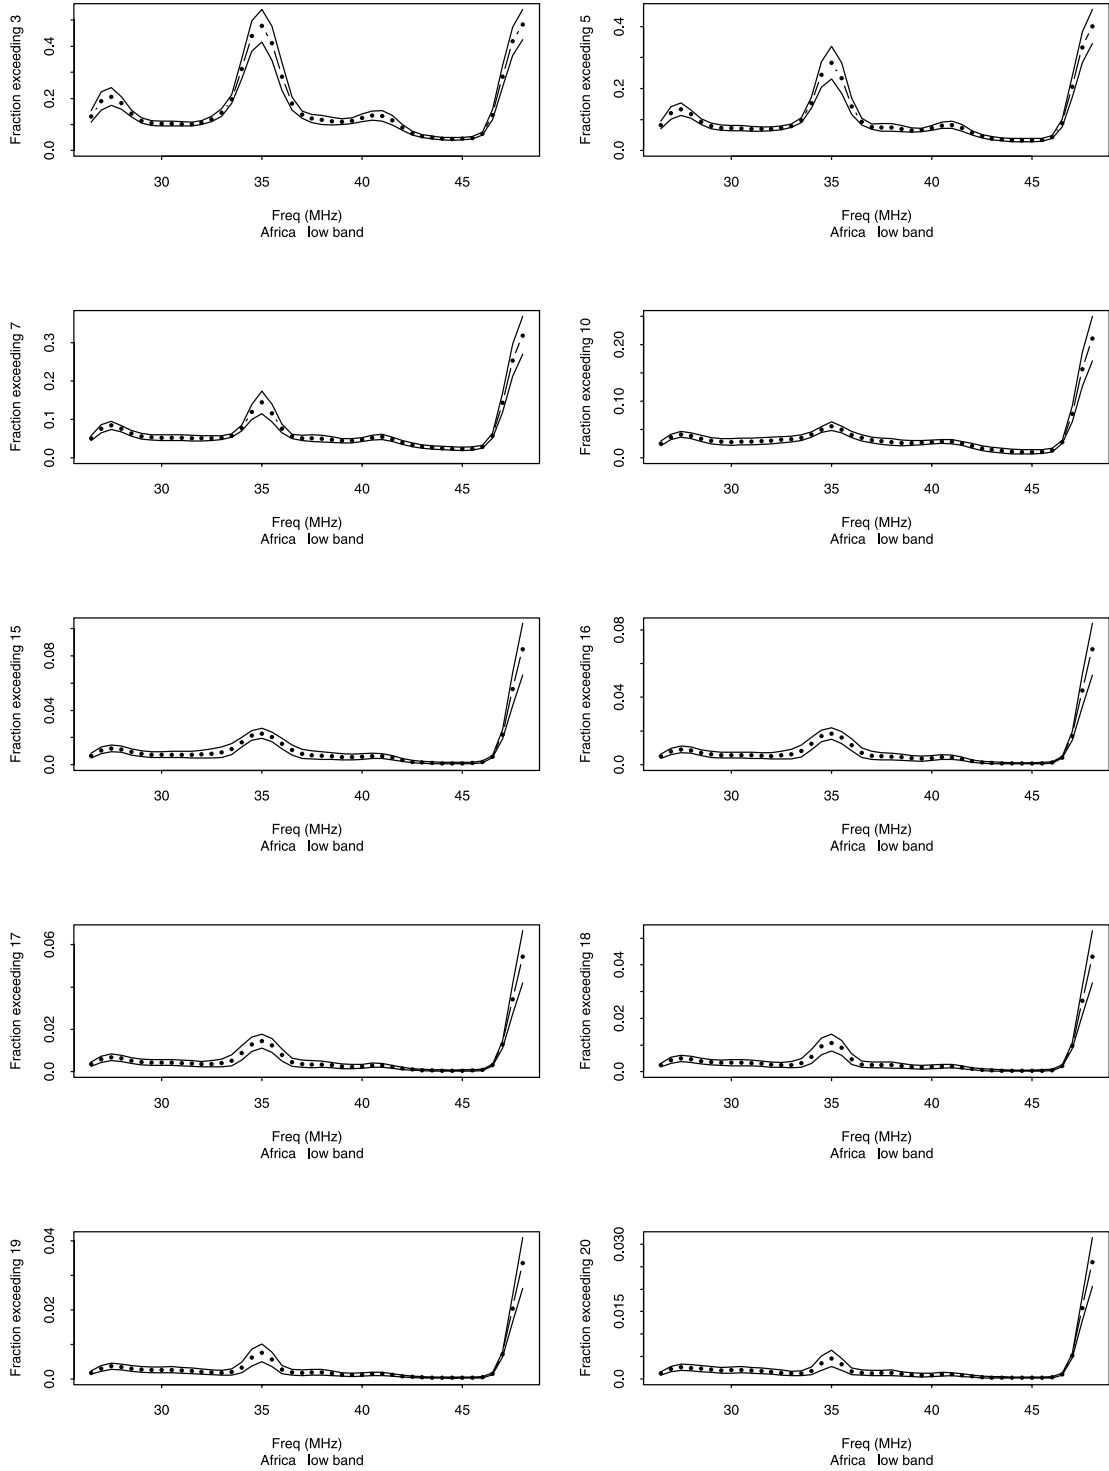 Fraction exceeding 3
0.0 0.2 0.4
30 35 40 45
Freq (MHz)
Africa low band
Fraction exceeding 5
0.0 0.2 0.4
30 35 40 45
Freq (MHz)
Africa low band
Fraction exceeding 7
0.0 0.1 0.2 0.3
30 35 40 45
Freq (MHz)
Africa low band
Fraction exceeding 10
0.0 0.10 0.20
30 35 40 45
Freq (MHz)
Africa low band
Fraction exceeding 15
0.0 0.04 0.08
30 35 40 45
Freq (MHz)
Africa low band
Fraction exceeding 16
0.0 0.04 0.08
30 35 40 45
Freq (MHz)
Africa low band
Fraction exceeding 17
0.0 0.02 0.06
30 35 40 45
Freq (MHz)
Africa low band
Fraction exceeding 18
0.0 0.02 0.04
30 35 40 45
Freq (MHz)
Africa low band
Fraction exceeding 19
0.0 0.02 0.04
30 35 40 45
Freq (MHz)
Africa low band
Fraction exceeding 20
0.0 0.015 0.030
30 35 40 45
Freq (MHz)
Africa low band